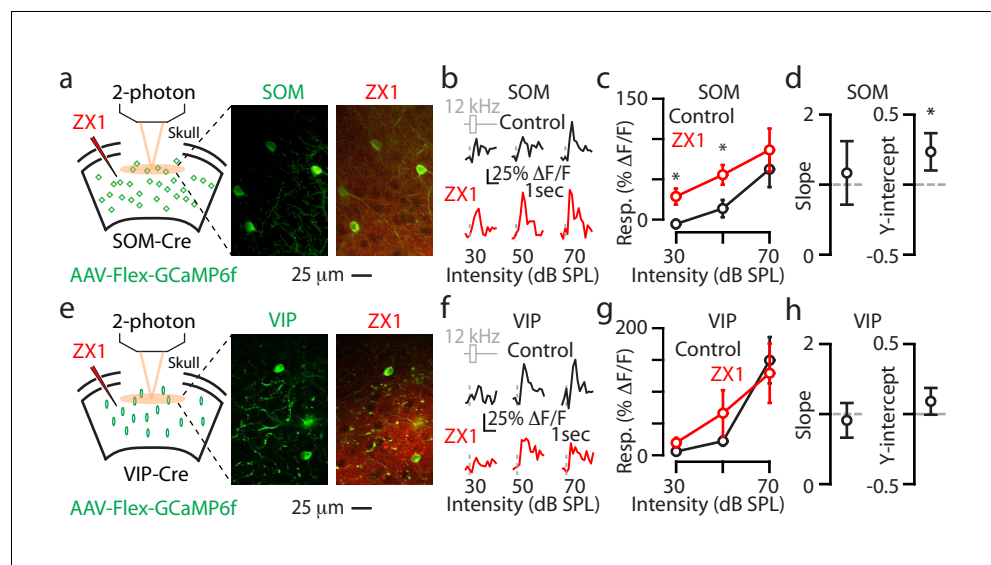 a
2-photon
ZX1
Skull
SOM-Cre
AAV-Flex-GCaMP6f
SOM
ZX1
25 μm
b
SOM
12 kHz
Control
25% ΔF/F
1sec
ZX1
30 50 70
Intensity (dB SPL)
c
SOM
150
Control
ZX1
*
*
0
Resp. (% ΔF/F)
30 50 70
Intensity (dB SPL)
d
SOM
2
Slope
0
0.5
*
Y-intercept
-0.5
e
2-photon
ZX1
Skull
VIP-Cre
AAV-Flex-GCaMP6f
VIP
ZX1
25 μm
f
VIP
12 kHz
Control
25% ΔF/F
1sec
ZX1
30 50 70
Intensity (dB SPL)
g
VIP
200
Control
ZX1
0
Resp. (% ΔF/F)
30 50 70
Intensity (dB SPL)
h
VIP
2
Slope
0
0.5
Y-intercept
-0.5